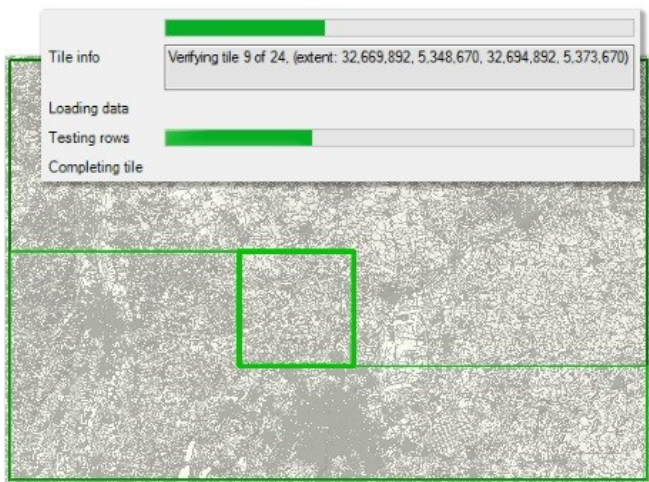 Tile info
Verifying tile 9 of 24, (extent: 32,669,892, 5,348,670, 32,694,892, 5,373,670)
Loading data
Testing rows
Completing tile